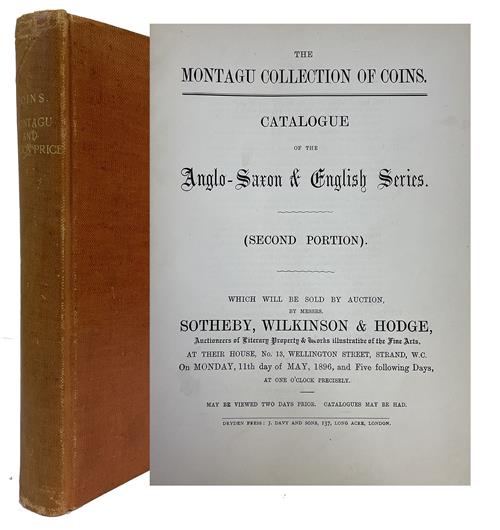 COINS.
MONTAGU
AND
PRICE
THE
MONTAGU COLLECTION OF COINS.
CATALOGUE
OF THE
Anglo-Saxon & English Series.
(SECOND PORTION).
WHICH WILL BE SOLD BY AUCTION,
BY MESSRS.
SOTHEBY, WILKINSON & HODGE,
Auctioneers of Literary Property & Works illustrative of the Fine Arts,
AT THEIR HOUSE, No. 13, WELLINGTON STREET, STRAND, W.C.
On MONDAY, 11th day of MAY, 1896, and Five following Days,
AT ONE O'CLOCK PRECISELY.
MAY BE VIEWED TWO DAYS PRIOR. CATALOGUES MAY BE HAD.
DRYDEN PRESS: J. DAVY AND SONS, 137, LONG ACRE, LONDON.